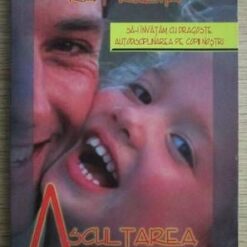 SĂ-I ÎNVĂȚĂM CU DRAGOSTE
AUTODISCIPLINAREA PE COPIII NOȘTRI
ASCULTAREA